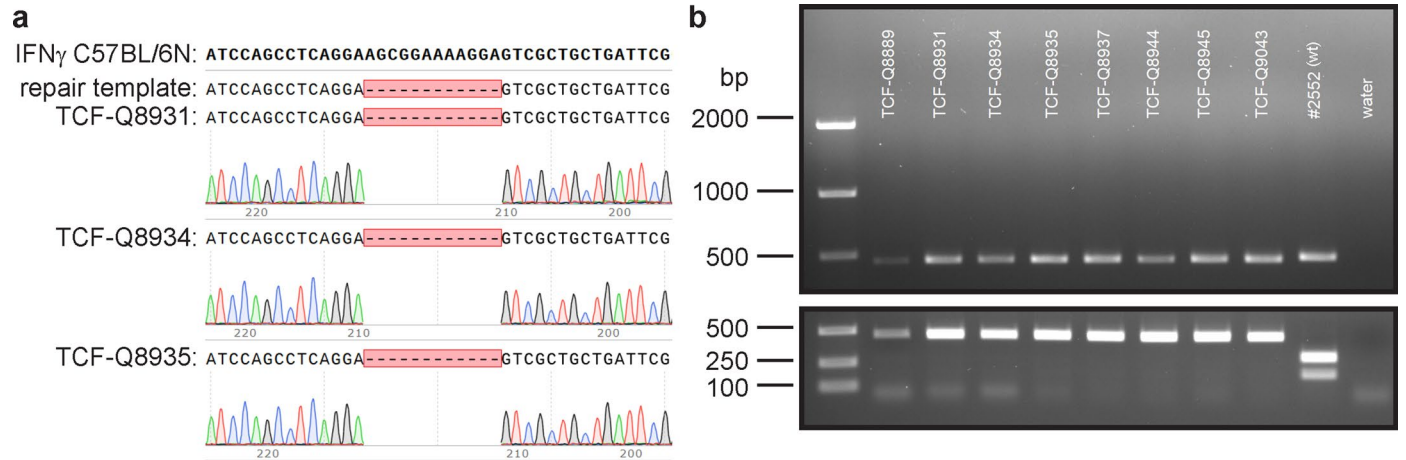 a
IFNγ C57BL/6N: ATCCAGCCTCAGGAAGCGGAAAAGGAGTCGCTGCTGATTCG
repair template: ATCCAGCCTCAGGA------------GTCGCTGCTGATTCG
TCF-Q8931: ATCCAGCCTCAGGA------------GTCGCTGCTGATTCG
220 210 200
TCF-Q8934: ATCCAGCCTCAGGA------------GTCGCTGCTGATTCG
220 210 200
TCF-Q8935: ATCCAGCCTCAGGA------------GTCGCTGCTGATTCG
220 210 200
b
bp
2000
1000
500
TCF-Q8889
TCF-Q8931
TCF-Q8934
TCF-Q8935
TCF-Q8937
TCF-Q8944
TCF-Q8945
TCF-Q9043
#2552 (wt)
water
500
250
100